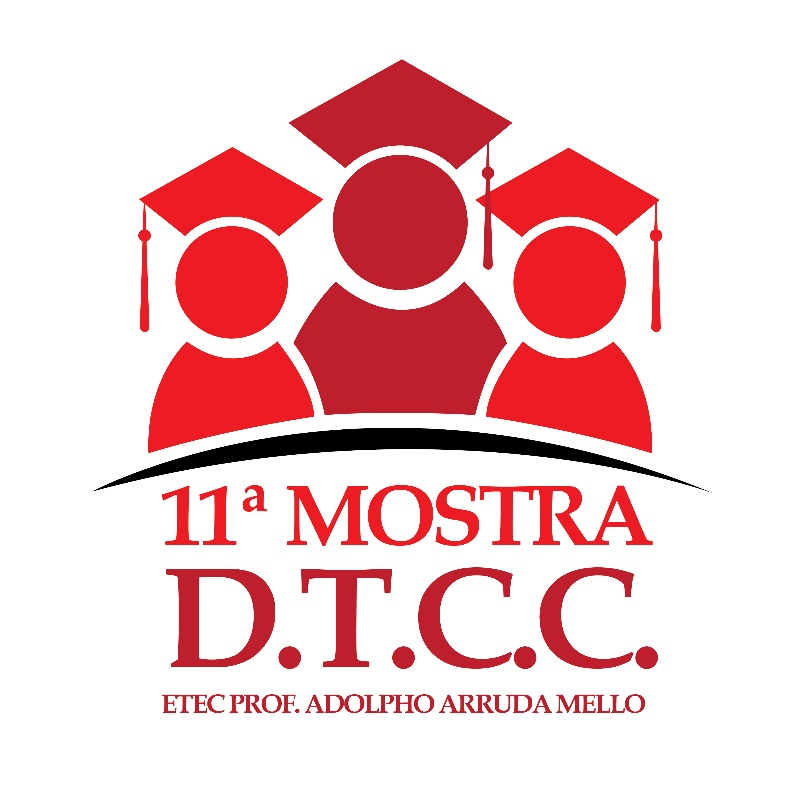 11ª MOSTRA
D.T.C.C.
ETEC PROF. ADOLPHO ARRUDA MELLO